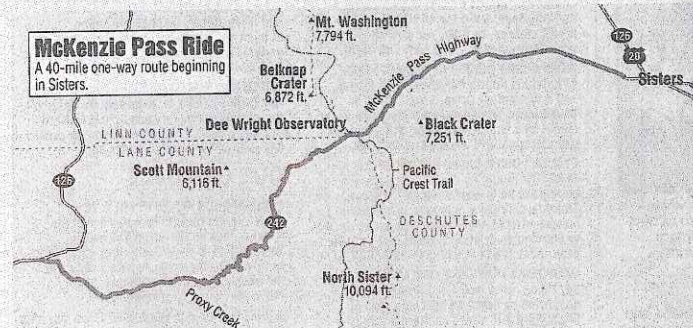 McKenzie Pass Ride
A 40-mile one-way route beginning
in Sisters.
Mt. Washington
7,794 ft.
Belknap
Crater
6,872 ft.
McKenzie Pass Highway
126
20
Sisters
Dee Wright Observatory
Black Crater
7,251 ft.
LINN COUNTY
LANE COUNTY
Scott Mountain
6,116 ft.
126
Pacific
Crest Trail
242
DESCHUTES
COUNTY
North Sister
10,094 ft.
Proxy Creek